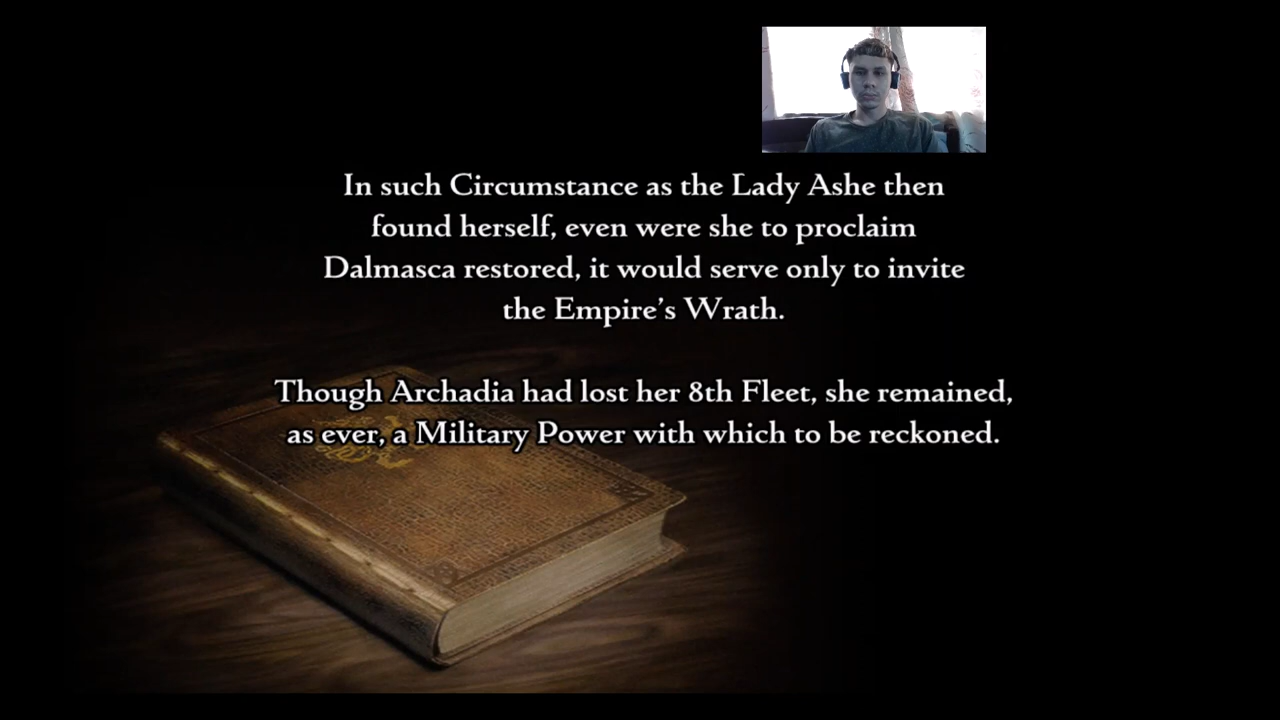 In such Circumstance as the Lady Ashe then
found herself, even were she to proclaim
Dalmasca restored, it would serve only to invite
the Empire's Wrath.
Though Archadia had lost her 8th Fleet, she remained,
as ever, a Military Power with which to be reckoned.